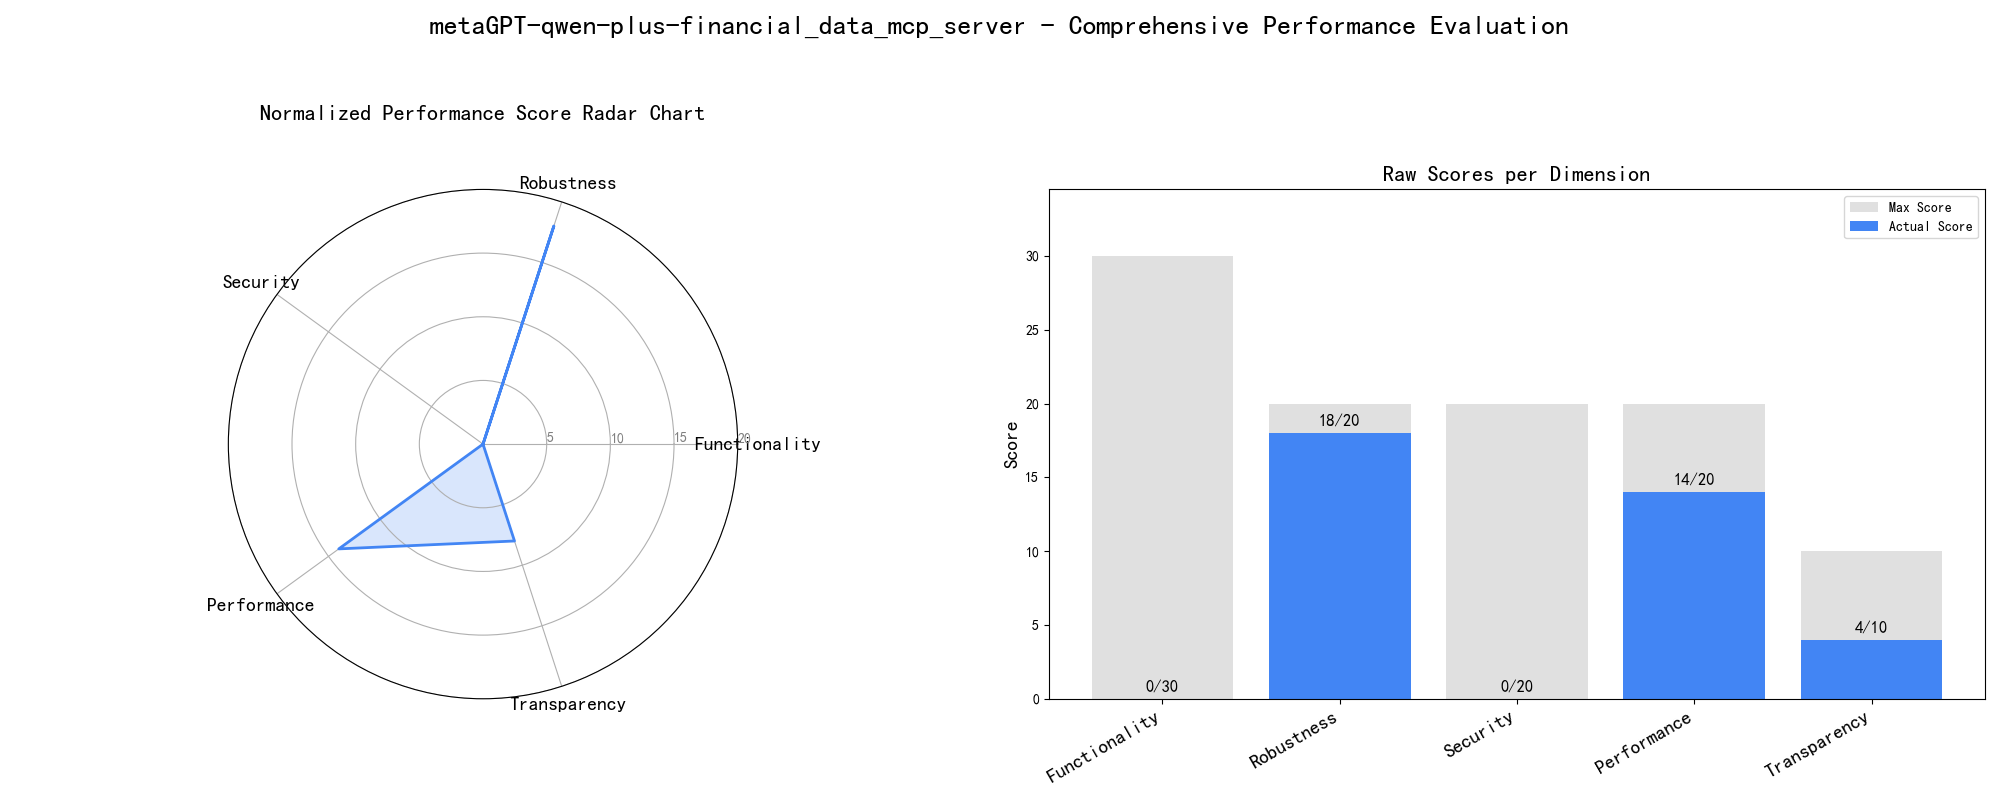 metaGPT-qwen-plus-financial_data_mcp_server - Comprehensive Performance Evaluation
Normalized Performance Score Radar Chart
Robustness
Security
Functionality
Performance
Transparency
5
10
15
20
Raw Scores per Dimension
Max Score
Actual Score
Score
30
25
20
15
10
5
0
0/30
18/20
0/20
14/20
4/10
Functionality
Robustness
Security
Performance
Transparency